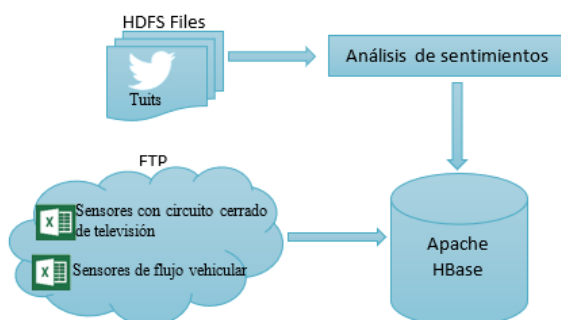 HDFS Files
Tuits
Análisis de sentimientos
FTP
X
Sensores con circuito cerrado
de televisión
X
Sensores de flujo vehicular
Apache
HBase